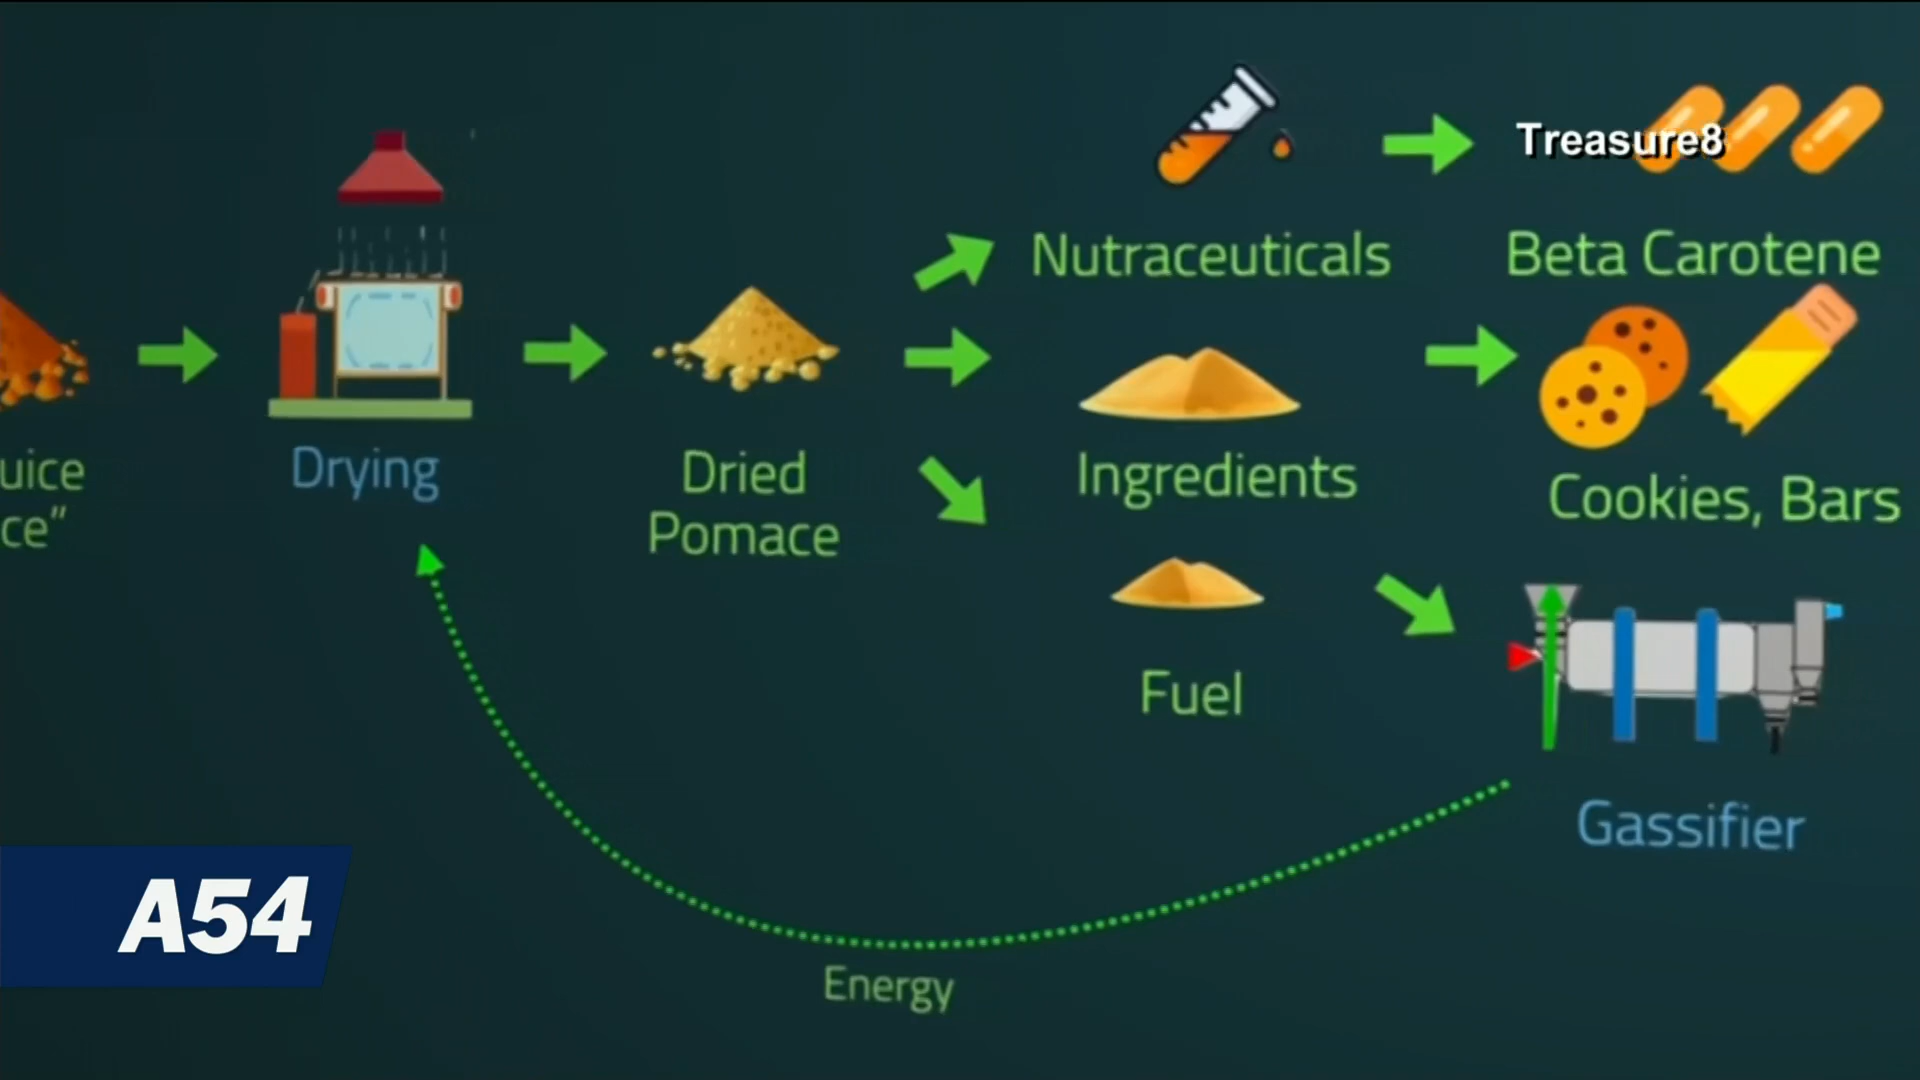 Treasure8
Nutraceuticals
Beta Carotene
uice
ce”
Drying
Dried
Pomace
Ingredients
Cookies, Bars
Fuel
Gassifier
A54
Energy